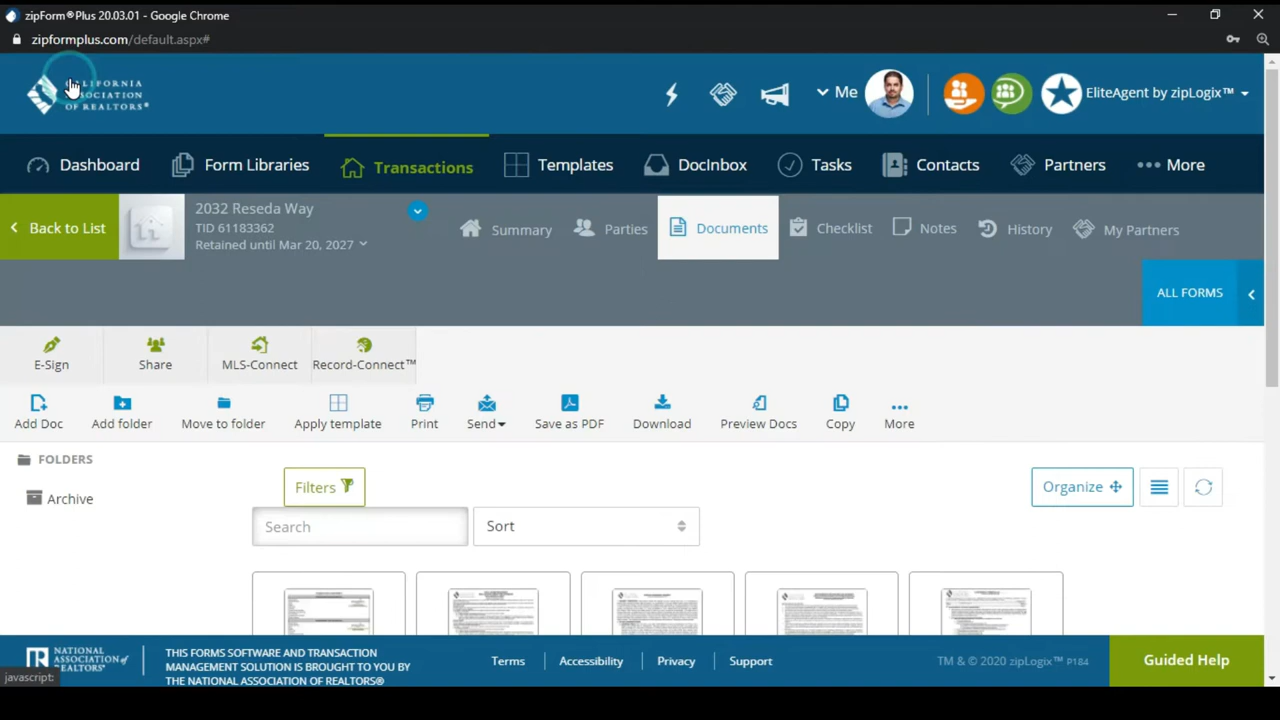 zipForm®Plus 20.03.01 - Google Chrome
zipformplus.com/default.aspx#
CALIFORNIA
ASSOCIATION
OF REALTORS®
Me
EliteAgent by zipLogix™
Dashboard
Form Libraries
Transactions
Templates
DocInbox
Tasks
Contacts
Partners
More
Back to List
2032 Reseda Way
TID 61183362
Retained until Mar 20, 2027
Summary
Parties
Documents
Checklist
Notes
History
My Partners
ALL FORMS
E-Sign
Share
MLS-Connect
Record-Connect™
Add Doc
Add folder
Move to folder
Apply template
Print
Send
Save as PDF
Download
Preview Docs
Copy
More
FOLDERS
Archive
Filters
Organize
Search
Sort
NATIONAL
ASSOCIATION of
REALTORS®
THIS FORMS SOFTWARE AND TRANSACTION
MANAGEMENT SOLUTION IS BROUGHT TO YOU BY
THE NATIONAL ASSOCIATION OF REALTORS®
Terms
Accessibility
Privacy
Support
TM & © 2020 zipLogix™ P184
Guided Help
javascript: